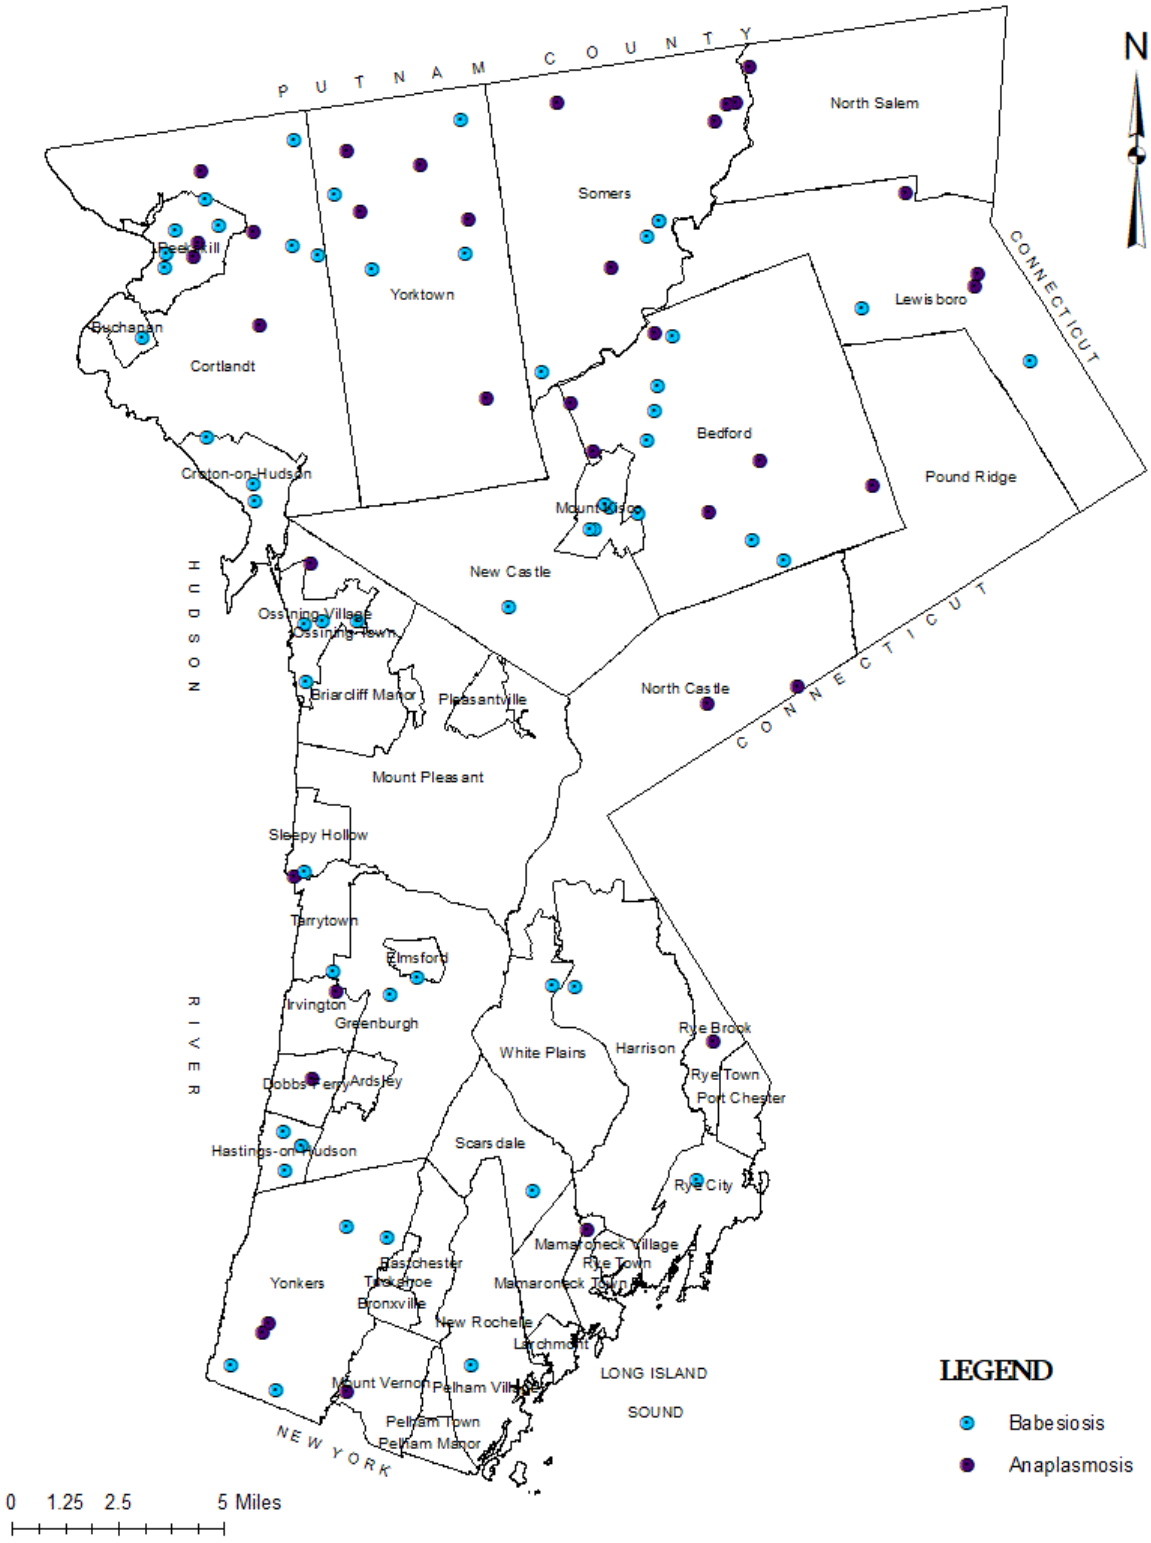 N
PUTNAM COUNTY
North Salem
Somers
Peekskill
Yorktown
Lewisboro
CONNECTICUT
Buchanan
Cortlandt
Bedford
Croton-on-Hudson
Pound Ridge
Mount Kisco
New Castle
HUDSON
Ossining Village
Ossining Town
CONNECTICUT
Briarcliff Manor
Pleasantville
North Castle
Mount Pleasant
Sleepy Hollow
Tarrytown
Elmsford
RIVER
Irvington
Greenburgh
Rye Brook
White Plains
Harrison
Rye Town
Dobbs Ferry
Ardsley
Port Chester
Hastings-on-Hudson
Scarsdale
Rye City
Mamaroneck Village
Eastchester
Rye Town
Yonkers
Tuckahoe
Mamaroneck Town
Bronxville
New Rochelle
Larchmont
LONG ISLAND
SOUND
Mount Vernon
Pelham Village
Pelham Town
Pelham Manor
NEW YORK
LEGEND
Babesiosis
Anaplasmosis
0 1.25 2.5 5 Miles